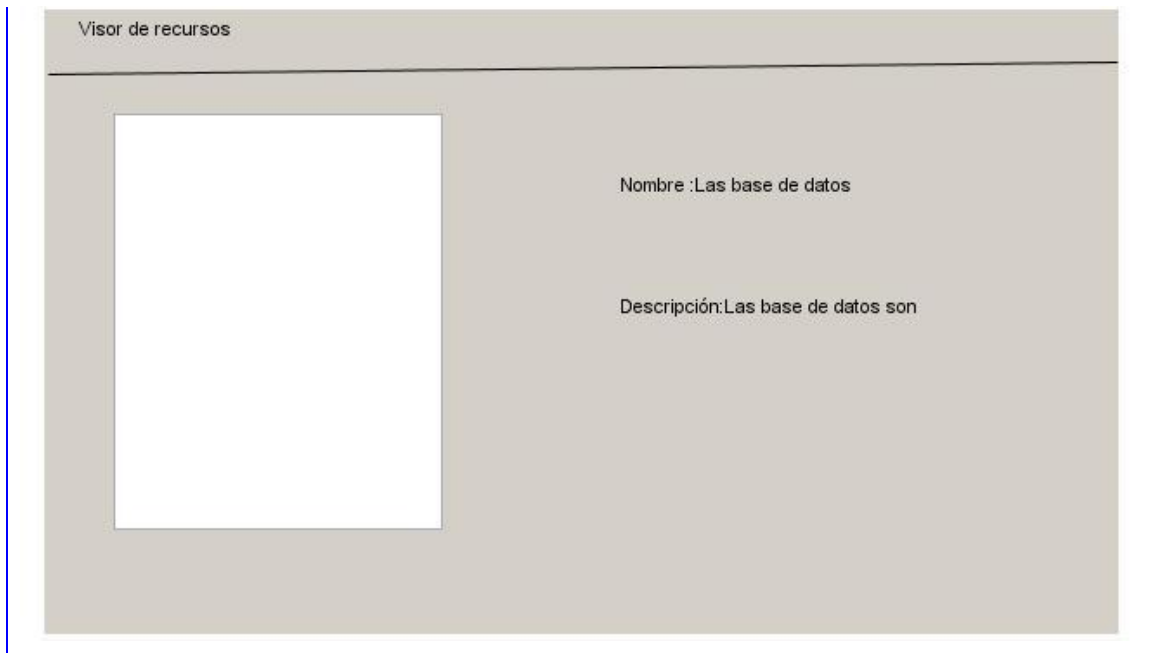 Visor de recursos
Nombre :Las base de datos
Descripción:Las base de datos son